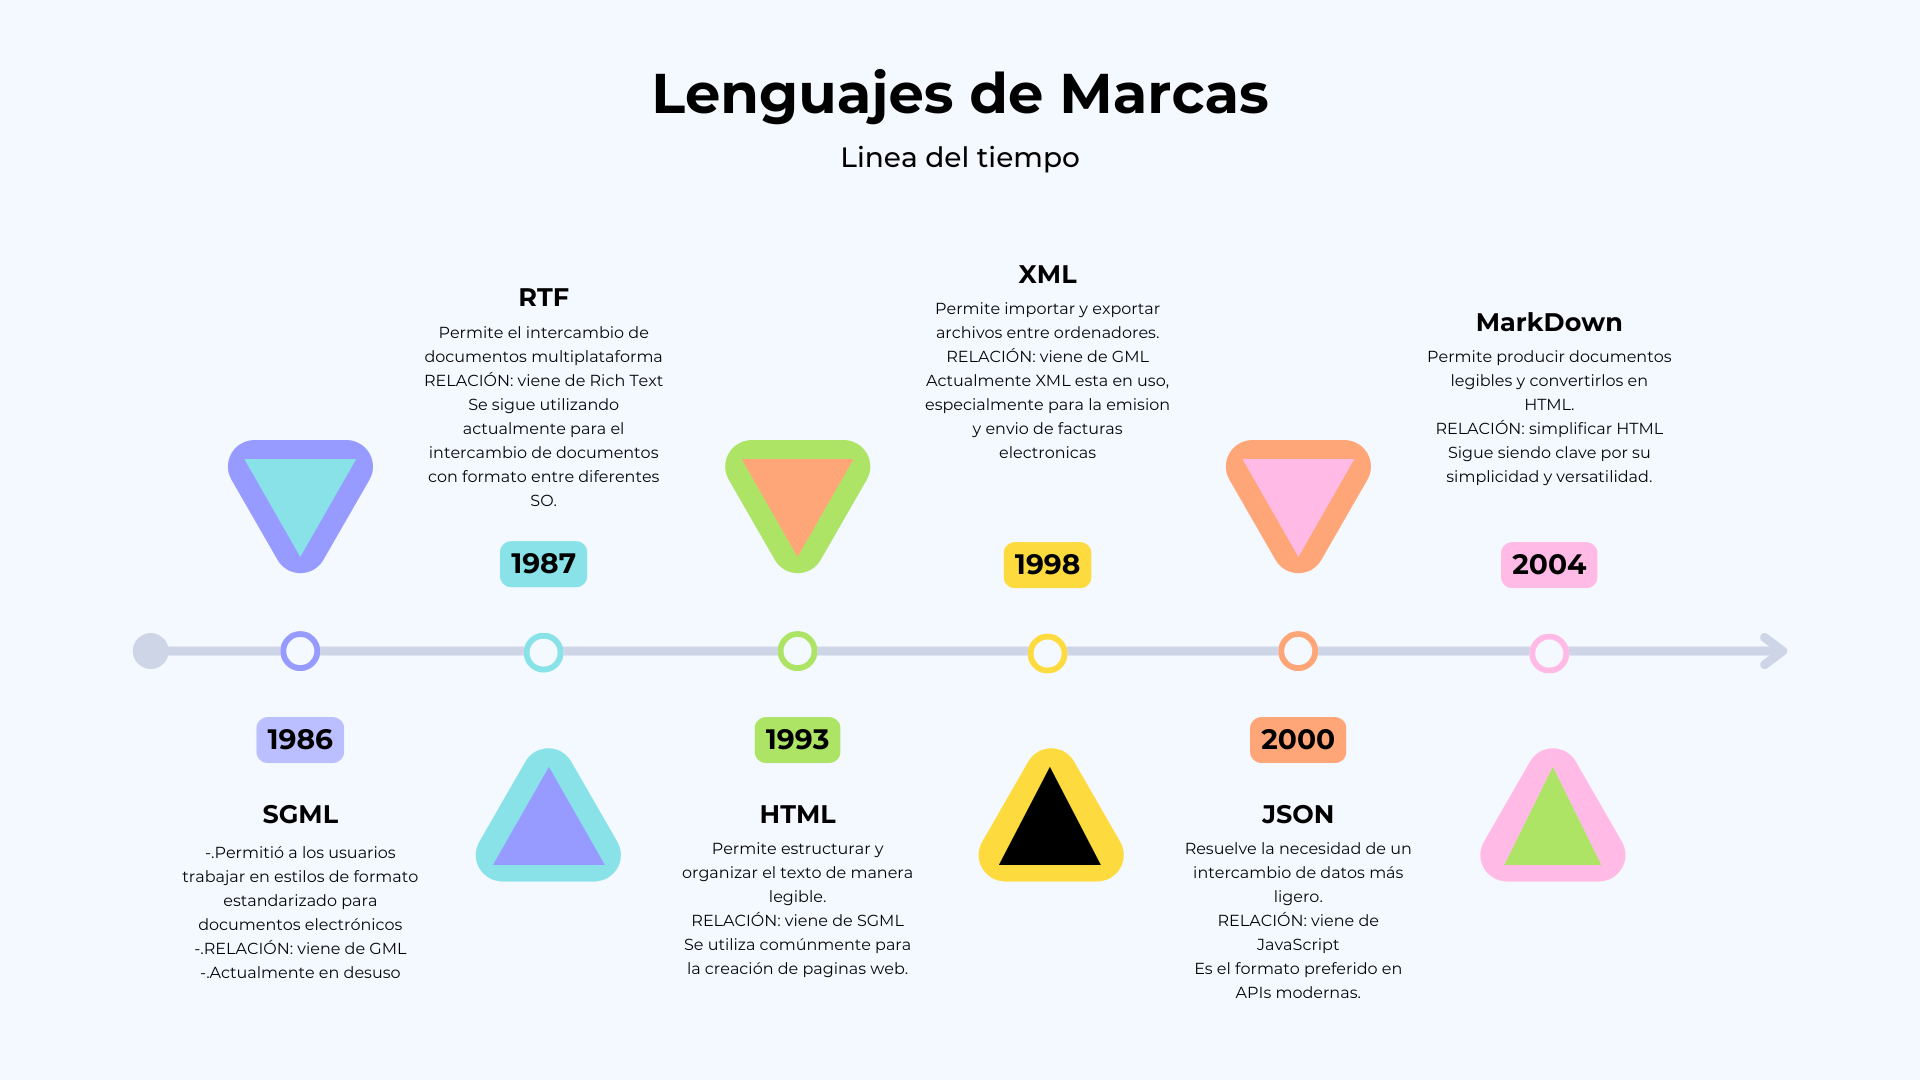 Lenguajes de Marcas
Linea del tiempo
1986
SGML
-.Permitió a los usuarios
trabajar en estilos de formato
estandarizado para
documentos electrónicos
-.RELACIÓN: viene de GML
-.Actualmente en desuso
RTF
Permite el intercambio de
documentos multiplataforma
RELACIÓN: viene de Rich Text
Se sigue utilizando
actualmente para el
intercambio de documentos
con formato entre diferentes
SO.
1987
1993
HTML
Permite estructurar y
organizar el texto de manera
legible.
RELACIÓN: viene de SGML
Se utiliza comúnmente para
la creación de paginas web.
XML
Permite importar y exportar
archivos entre ordenadores.
RELACIÓN: viene de GML
Actualmente XML esta en uso,
especialmente para la emision
y envio de facturas
electronicas
1998
2000
JSON
Resuelve la necesidad de un
intercambio de datos más
ligero.
RELACIÓN: viene de
JavaScript
Es el formato preferido en
APIs modernas.
MarkDown
Permite producir documentos
legibles y convertirlos en
HTML.
RELACIÓN: simplificar HTML
Sigue siendo clave por su
simplicidad y versatilidad.
2004